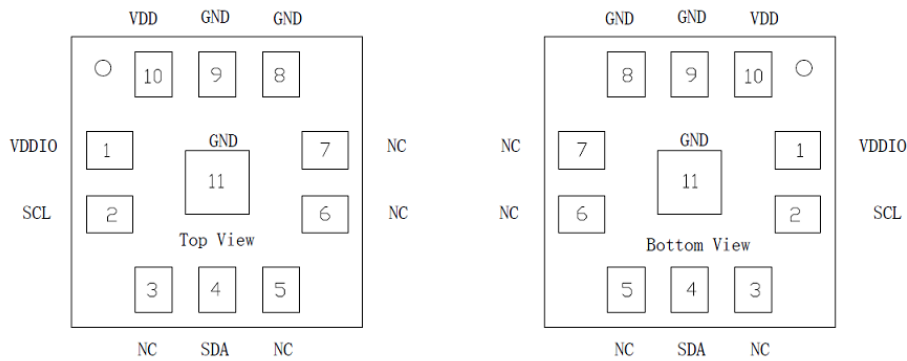 VDD GND GND
10 9 8
VDDIO 1 GND 7 NC
11
SCL 2 6 NC
Top View
3 4 5
NC SDA NC
GND GND VDD
8 9 10
NC 7 GND 1 VDDIO
11
NC 6 2 SCL
Bottom View
5 4 3
NC SDA NC